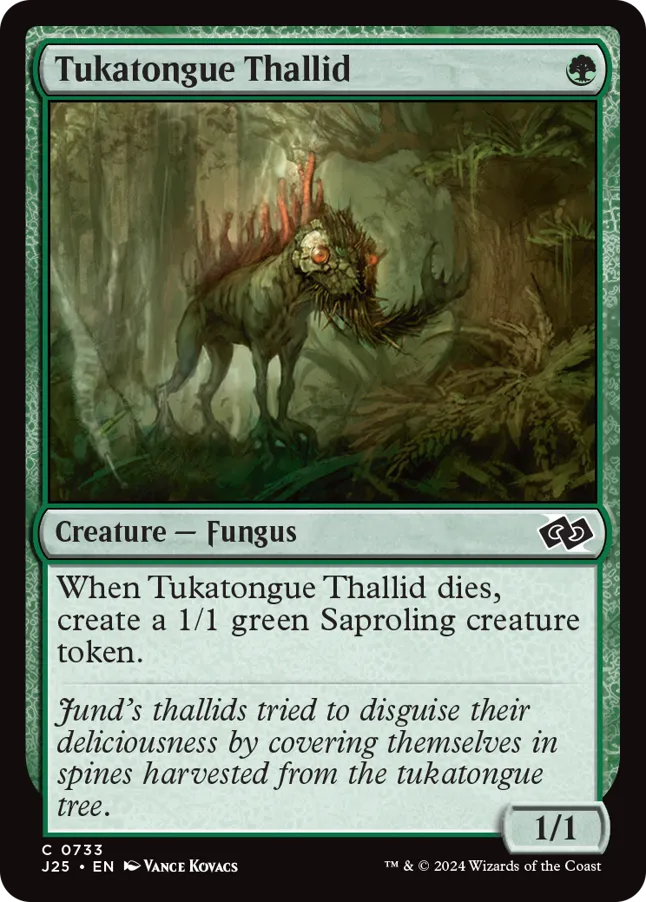 Tukatongue Thallid
Creature — Fungus
When Tukatongue Thallid dies,
create a 1/1 green Saproling creature
token.
Jund's thallids tried to disguise their
deliciousness by covering themselves in
spines harvested from the tukatongue
tree.
1/1
C 0733
J25 • EN Vance Kovacs
™ & © 2024 Wizards of the Coast